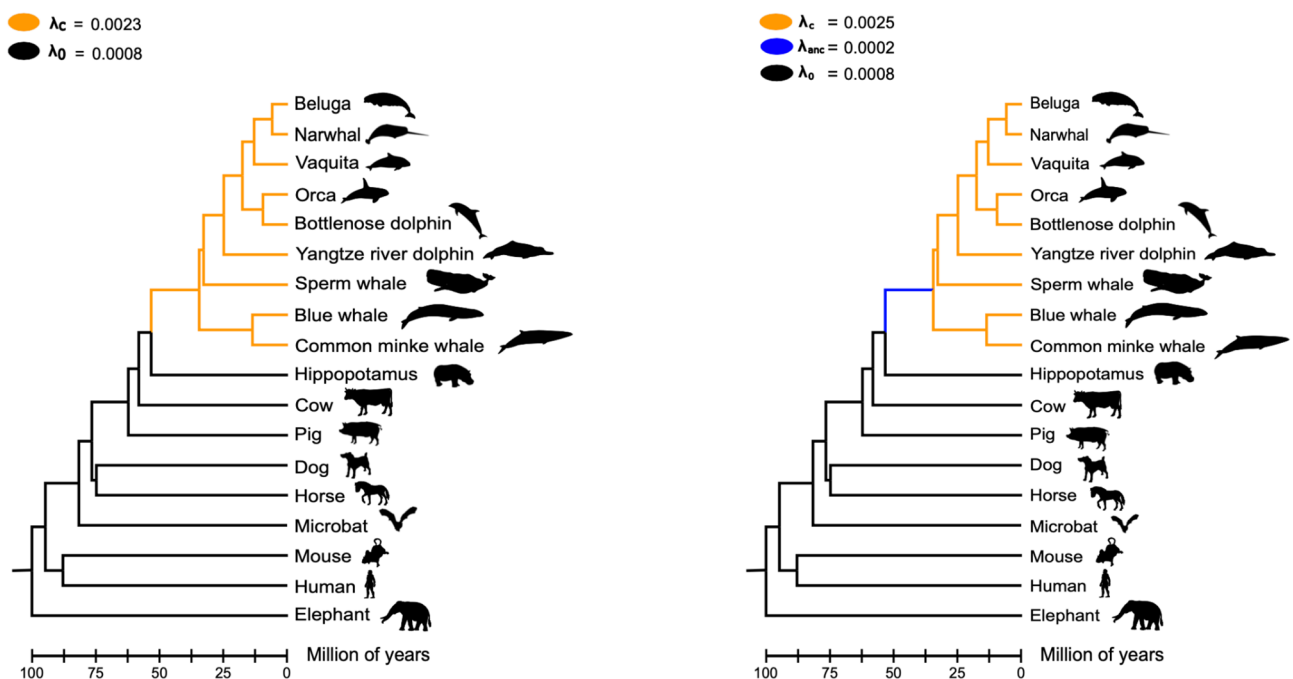 λc = 0.0023
λ0 = 0.0008
Beluga
Narwhal
Vaquita
Orca
Bottlenose dolphin
Yangtze river dolphin
Sperm whale
Blue whale
Common minke whale
Hippopotamus
Cow
Pig
Dog
Horse
Microbat
Mouse
Human
Elephant
Million of years
100 75 50 25 0
λc = 0.0025
λanc = 0.0002
λ0 = 0.0008
Beluga
Narwhal
Vaquita
Orca
Bottlenose dolphin
Yangtze river dolphin
Sperm whale
Blue whale
Common minke whale
Hippopotamus
Cow
Pig
Dog
Horse
Microbat
Mouse
Human
Elephant
Million of years
100 75 50 25 0